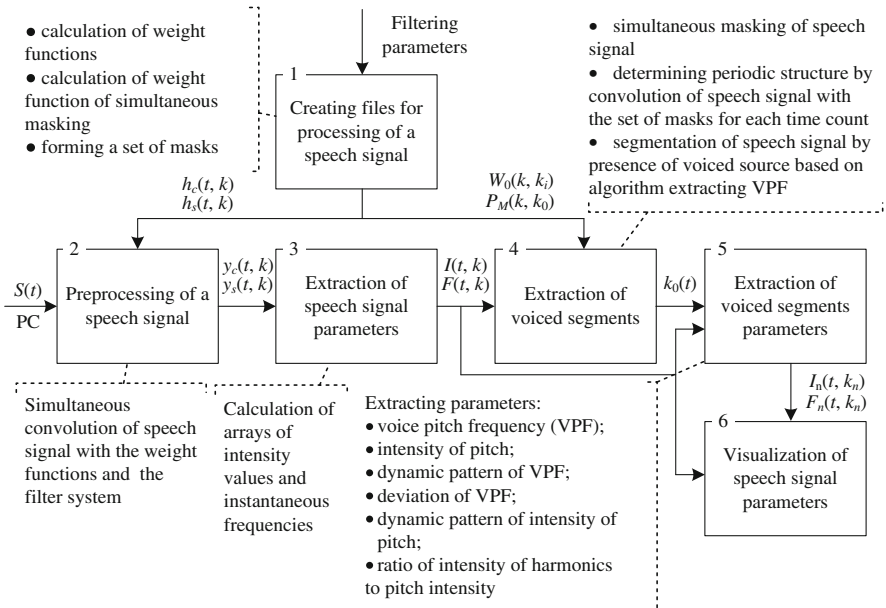 ● calculation of weight
functions
● calculation of weight
function of simultaneous
masking
● forming a set of masks
Filtering
parameters
1
Creating files for
processing of a
speech signal
● simultaneous masking of speech
signal
● determining periodic structure by
convolution of speech signal with
the set of masks for each time count
● segmentation of speech signal by
presence of voiced source based on
algorithm extracting VPF
h_c(t, k)
h_s(t, k)
W_0(k, k_i)
P_M(k, k_0)
S(t)
PC
2
Preprocessing of a
speech signal
y_c(t, k)
y_s(t, k)
3
Extraction of
speech signal
parameters
I(t, k)
F(t, k)
4
Extraction of
voiced segments
k_0(t)
5
Extraction of
voiced segments
parameters
Simultaneous
convolution of speech
signal with the weight
functions and the
filter system
Calculation of
arrays of
intensity
values and
instantaneous
frequencies
Extracting parameters:
● voice pitch frequency (VPF);
● intensity of pitch;
● dynamic pattern of VPF;
● deviation of VPF;
● dynamic pattern of intensity of
pitch;
● ratio of intensity of harmonics
to pitch intensity
I_n(t, k_n)
F_n(t, k_n)
6
Visualization of
speech signal
parameters